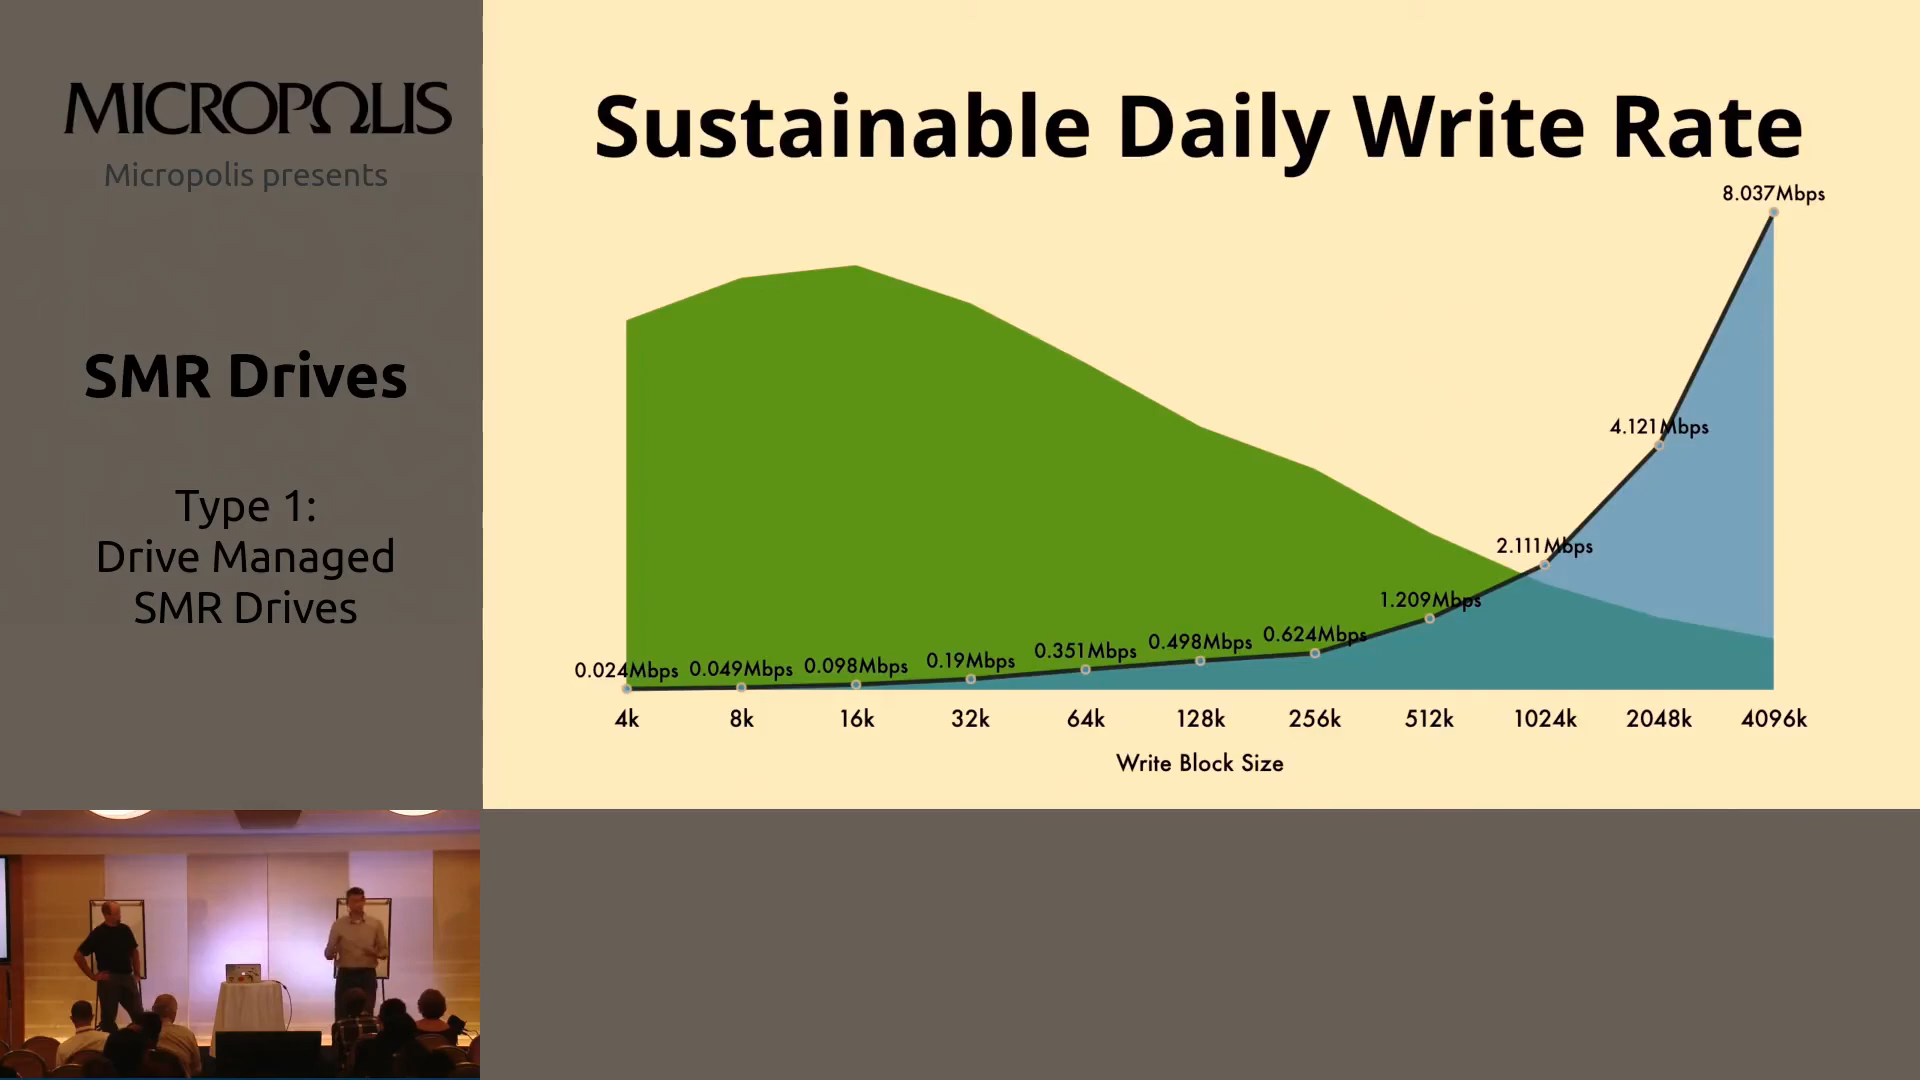 MICROPOLIS
Micropolis presents
SMR Drives
Type 1:
Drive Managed
SMR Drives
Sustainable Daily Write Rate
8.037Mbps
4.121Mbps
2.111Mbps
1.209Mbps
0.624Mbps
0.498Mbps
0.351Mbps
0.19Mbps
0.098Mbps
0.049Mbps
0.024Mbps
4k 8k 16k 32k 64k 128k 256k 512k 1024k 2048k 4096k
Write Block Size